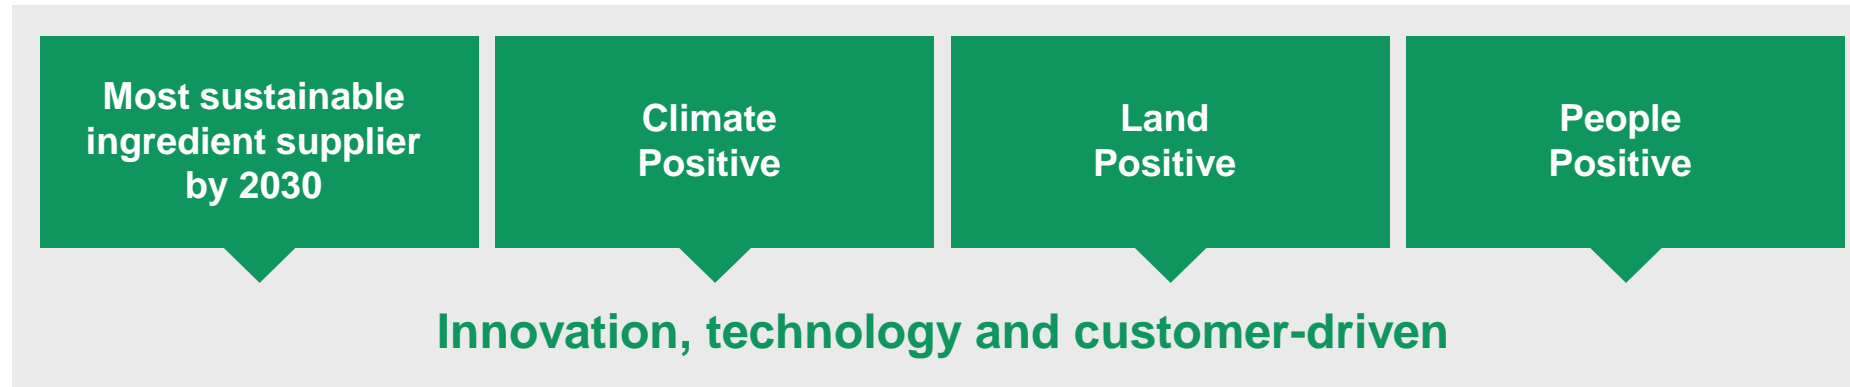 Most sustainable
ingredient supplier
by 2030
Climate
Positive
Land
Positive
People
Positive
Innovation, technology and customer-driven